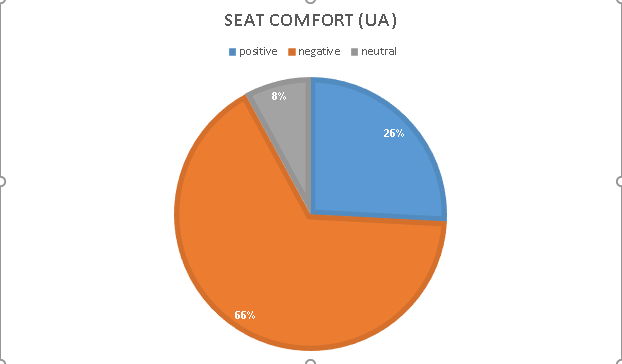 SEAT COMFORT (UA)
positive negative neutral
8%
26%
66%